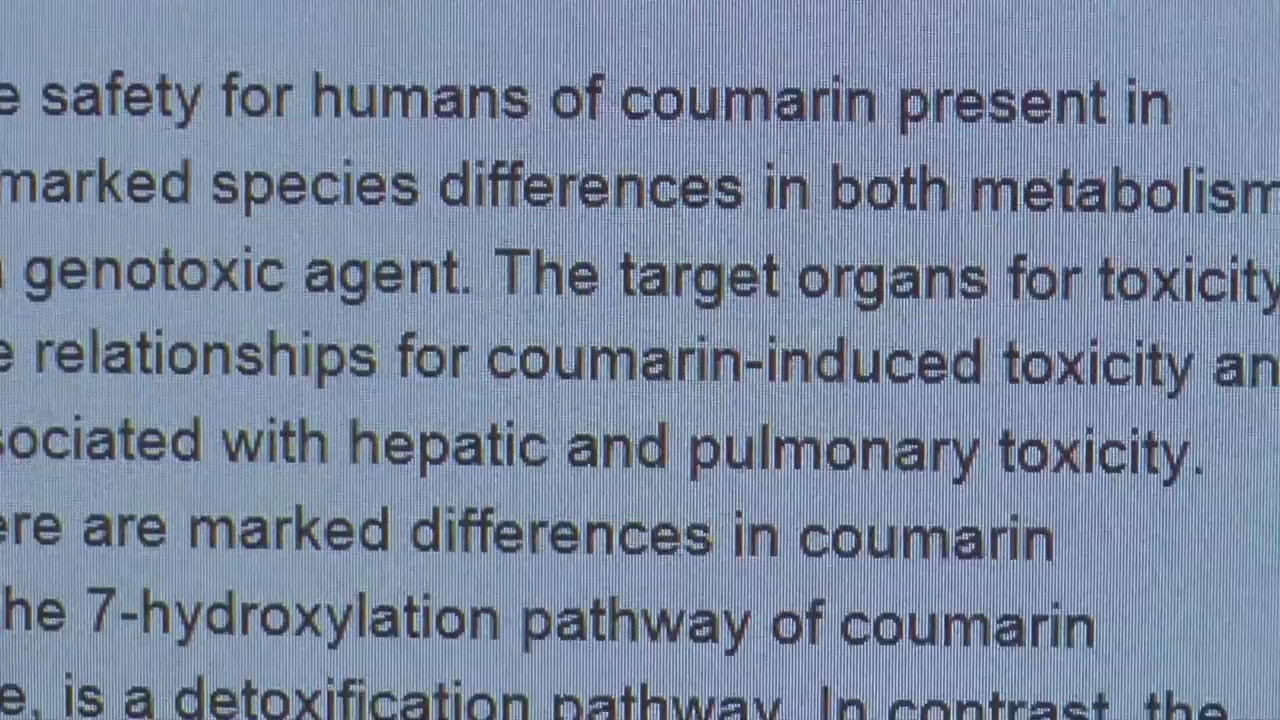 e safety for humans of coumarin present in
marked species differences in both metabolism
genotoxic agent. The target organs for toxicity
e relationships for coumarin-induced toxicity an
sociated with hepatic and pulmonary toxicity.
ere are marked differences in coumarin
he 7-hydroxylation pathway of coumarin
e, is a detoxification pathway. In contrast, the